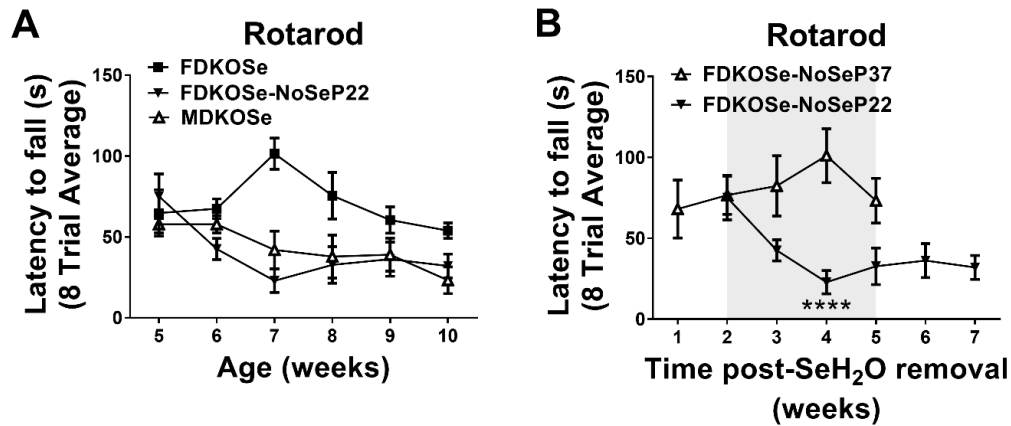 A
Rotarod
FDKOSe
FDKOSe-NoSeP22
MDKOSe
Latency to fall (s)
(8 Trial Average)
150
100
50
0
5 6 7 8 9 10
Age (weeks)
B
Rotarod
FDKOSe-NoSeP37
FDKOSe-NoSeP22
Latency to fall (s)
(8 Trial Average)
150
100
50
0
****
1 2 3 4 5 6 7
Time post-SeH₂O removal
(weeks)